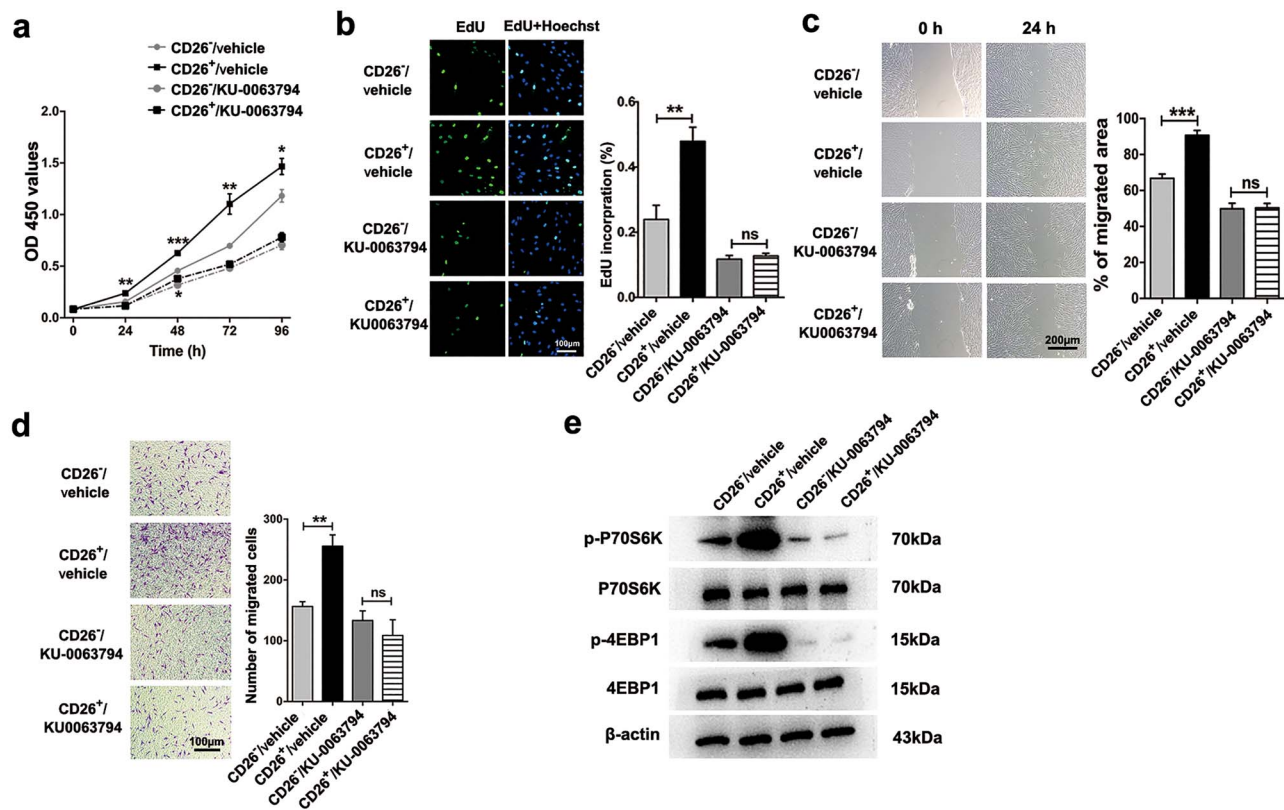 a
CD26-/vehicle
CD26+/vehicle
CD26-/KU-0063794
CD26+/KU-0063794
OD 450 values
2.0
1.5
1.0
0.5
0.0
**
***
*
**
*
0
24
48
72
96
Time (h)
b
EdU
EdU+Hoechst
CD26-/
vehicle
CD26+/
vehicle
CD26-/
KU-0063794
CD26+/
KU0063794
100μm
EdU incorpration (%)
0.6
0.4
0.2
0.0
**
ns
CD26-/vehicle
CD26+/vehicle
CD26-/KU-0063794
CD26+/KU-0063794
c
0 h
24 h
CD26-/
vehicle
CD26+/
vehicle
CD26-/
KU-0063794
CD26+/
KU0063794
200μm
% of migrated area
100
80
60
40
20
0
***
ns
CD26-/vehicle
CD26+/vehicle
CD26-/KU-0063794
CD26+/KU-0063794
d
CD26-/
vehicle
CD26+/
vehicle
CD26-/
KU-0063794
CD26+/
KU0063794
100μm
Number of migrated cells
300
200
100
0
**
ns
CD26-/vehicle
CD26+/vehicle
CD26-/KU-0063794
CD26+/KU-0063794
e
CD26-/vehicle
CD26+/vehicle
CD26-/KU-0063794
CD26+/KU-0063794
p-P70S6K 70kDa
P70S6K 70kDa
p-4EBP1 15kDa
4EBP1 15kDa
β-actin 43kDa